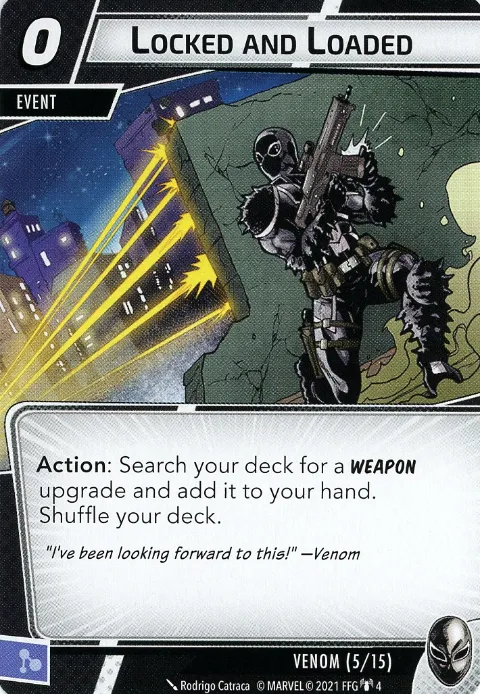 0
LOCKED AND LOADED
EVENT
Action: Search your deck for a WEAPON
upgrade and add it to your hand.
Shuffle your deck.
"I've been looking forward to this!" —Venom
VENOM (5/15)
Rodrigo Catraca © MARVEL © 2021 FFG 4